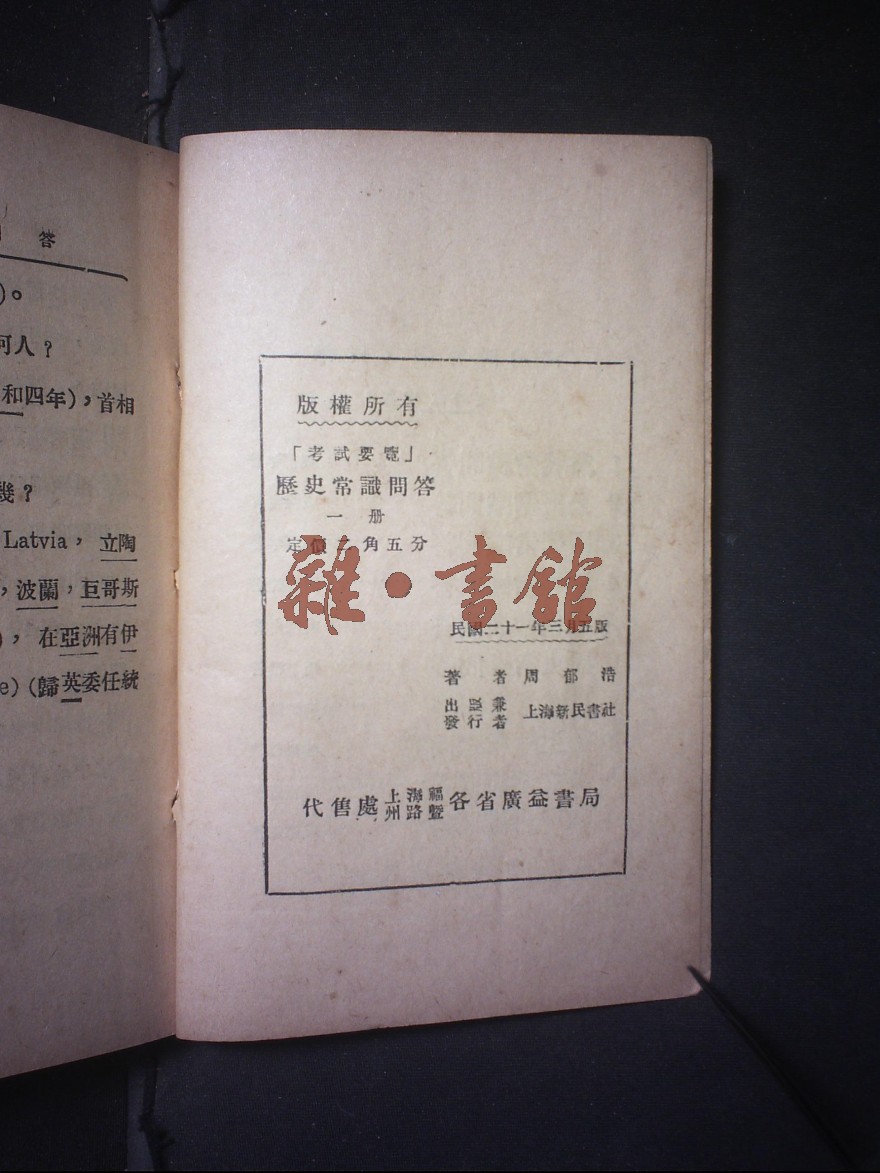 答
)。
何人？
和四年)，首相
幾？
Latvia， 立陶
，波蘭，巨哥斯
)， 在亞洲有伊
e) (歸英委任統
版權所有
「考試要覽」
歷史常識問答
一冊
定價 角五分
雜·書館
民國二十一年三月五版
著者 周郁浩
出版兼
發行者 上海新民書社
代售處 上海福州路暨各省廣益書局